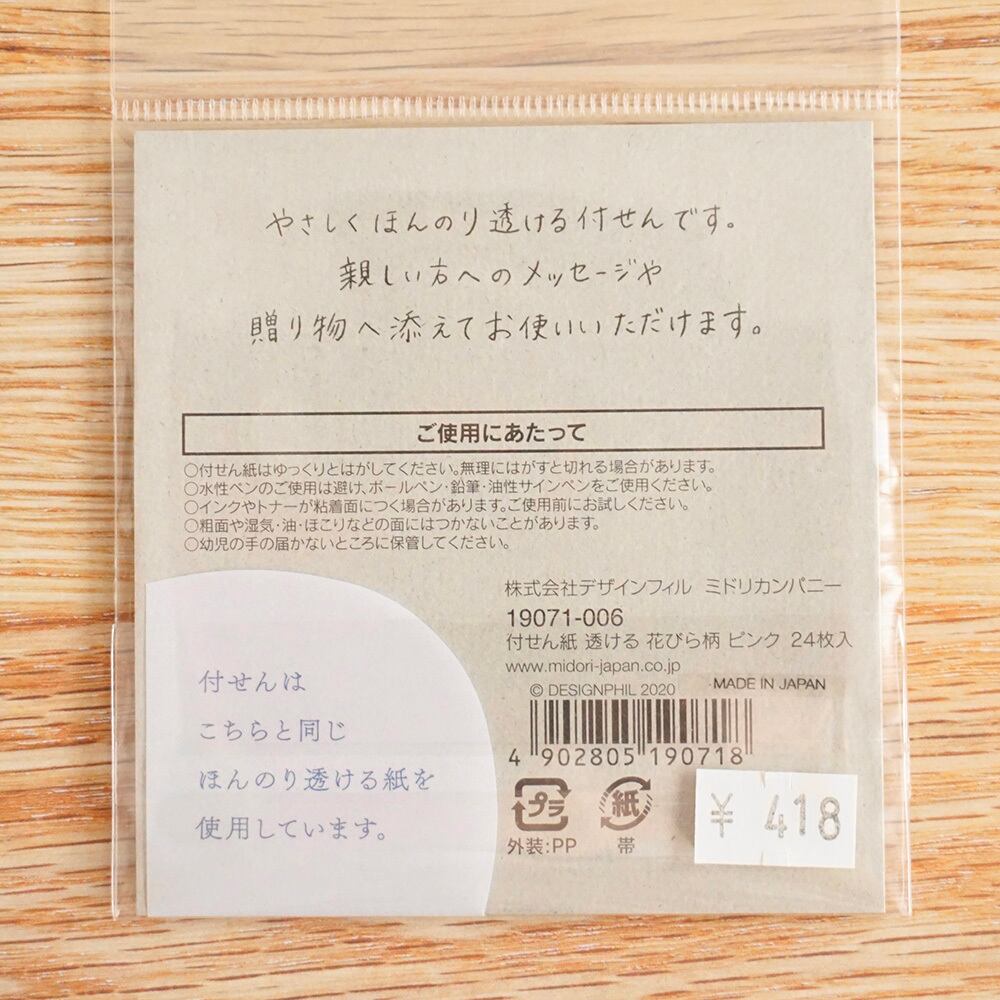 やさしくほんのり透ける付せんです。
親しい方へのメッセージや
贈り物へ添えてお使いいただけます。
ご使用にあたって
○付せん紙はゆっくりとはがしてください。無理にはがすと切れる場合があります。
○水性ペンのご使用は避け、ボールペン・鉛筆・油性サインペンをご使用ください。
○インクやトナーが粘着面につく場合があります。ご使用前にお試しください。
○粗面や湿気・油・ほこりなどの面にはつかないことがあります。
○幼児の手の届かないところに保管してください。
株式会社デザインフィル ミドリカンパニー
19071-006
付せん紙 透ける 花びら柄 ピンク 24枚入
www.midori-japan.co.jp
© DESIGNPHIL 2020 MADE IN JAPAN
4 902805 190718
プラ 紙
外装:PP 帯
¥ 418
付せんは
こちらと同じ
ほんのり透ける紙を
使用しています。